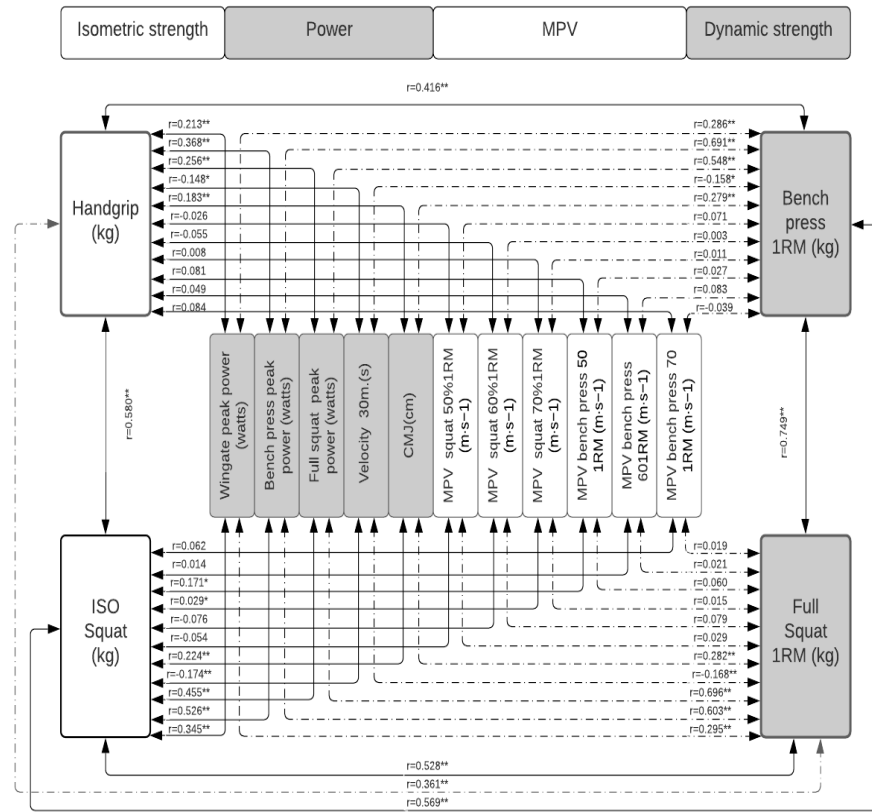 Isometric strength
Power
MPV
Dynamic strength
r=0.416**
r=0.213**
r=0.368**
r=0.256**
r=-0.148*
r=0.183**
r=-0.026
r=-0.055
r=0.008
r=0.081
r=0.049
r=0.084
Handgrip
(kg)
r=0.286**
r=0.691**
r=0.548**
r=-0.158*
r=0.279**
r=0.071
r=0.003
r=0.011
r=0.027
r=0.083
r=-0.039
Bench
press
1RM (kg)
r=0.580**
Wingate peak power
(watts)
Bench press peak
power (watts)
Full squat peak
power (watts)
Velocity 30m.(s)
CMJ(cm)
MPV squat 50%1RM
(m·s−1)
MPV squat 60%1RM
(m·s−1)
MPV squat 70%1RM
(m·s−1)
MPV bench press 50
1RM (m·s−1)
MPV bench press
601RM (m·s−1)
MPV bench press 70
1RM (m·s−1)
r=0.749**
ISO
Squat
(kg)
r=0.062
r=0.014
r=0.171*
r=0.029*
r=-0.076
r=-0.054
r=0.224**
r=-0.174**
r=0.455**
r=0.526**
r=0.345**
r=0.019
r=0.021
r=0.060
r=0.015
r=0.079
r=0.029
r=0.282**
r=-0.168**
r=0.696**
r=0.603**
r=0.295**
Full
Squat
1RM (kg)
r=0.528**
r=0.361**
r=0.569**